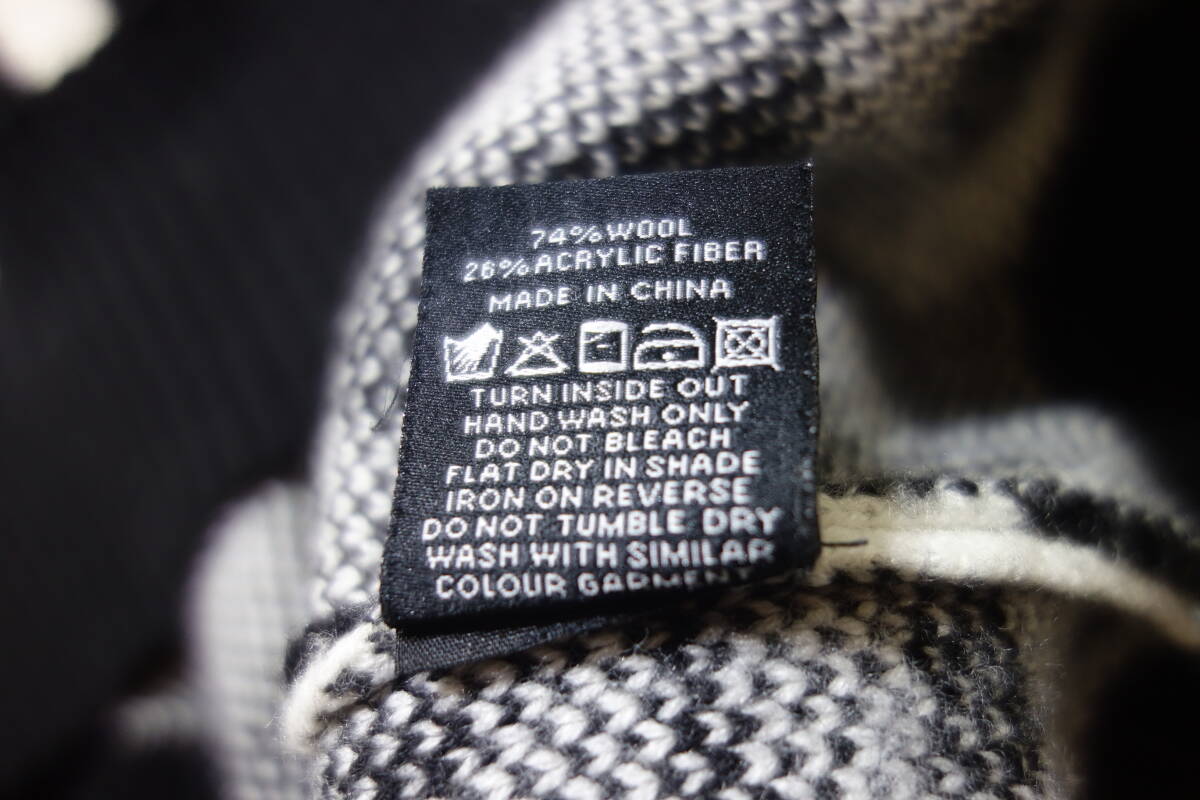 74% WOOL
26% ACRYLIC FIBER
MADE IN CHINA
TURN INSIDE OUT
HAND WASH ONLY
DO NOT BLEACH
FLAT DRY IN SHADE
IRON ON REVERSE
DO NOT TUMBLE DRY
WASH WITH SIMILAR
COLOUR GARMENT